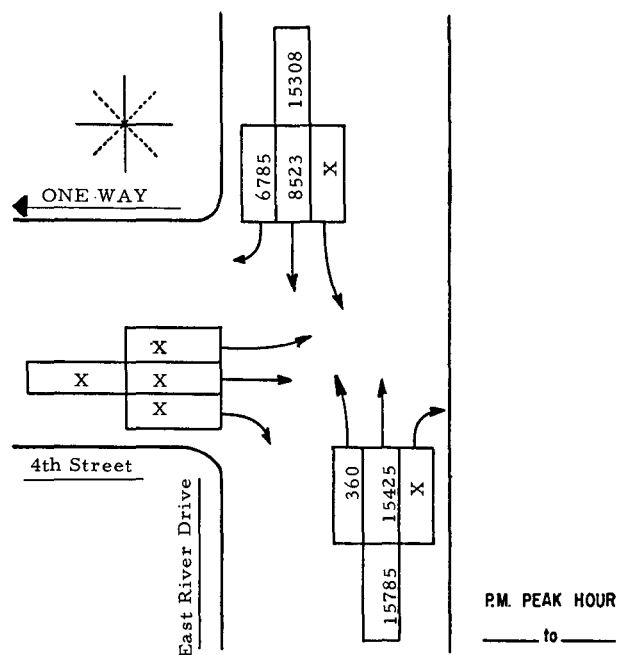 15308
6785
8523
X
ONE WAY
X
X
X
X
4th Street
East River Drive
360
15425
X
15785
P.M. PEAK HOUR
to